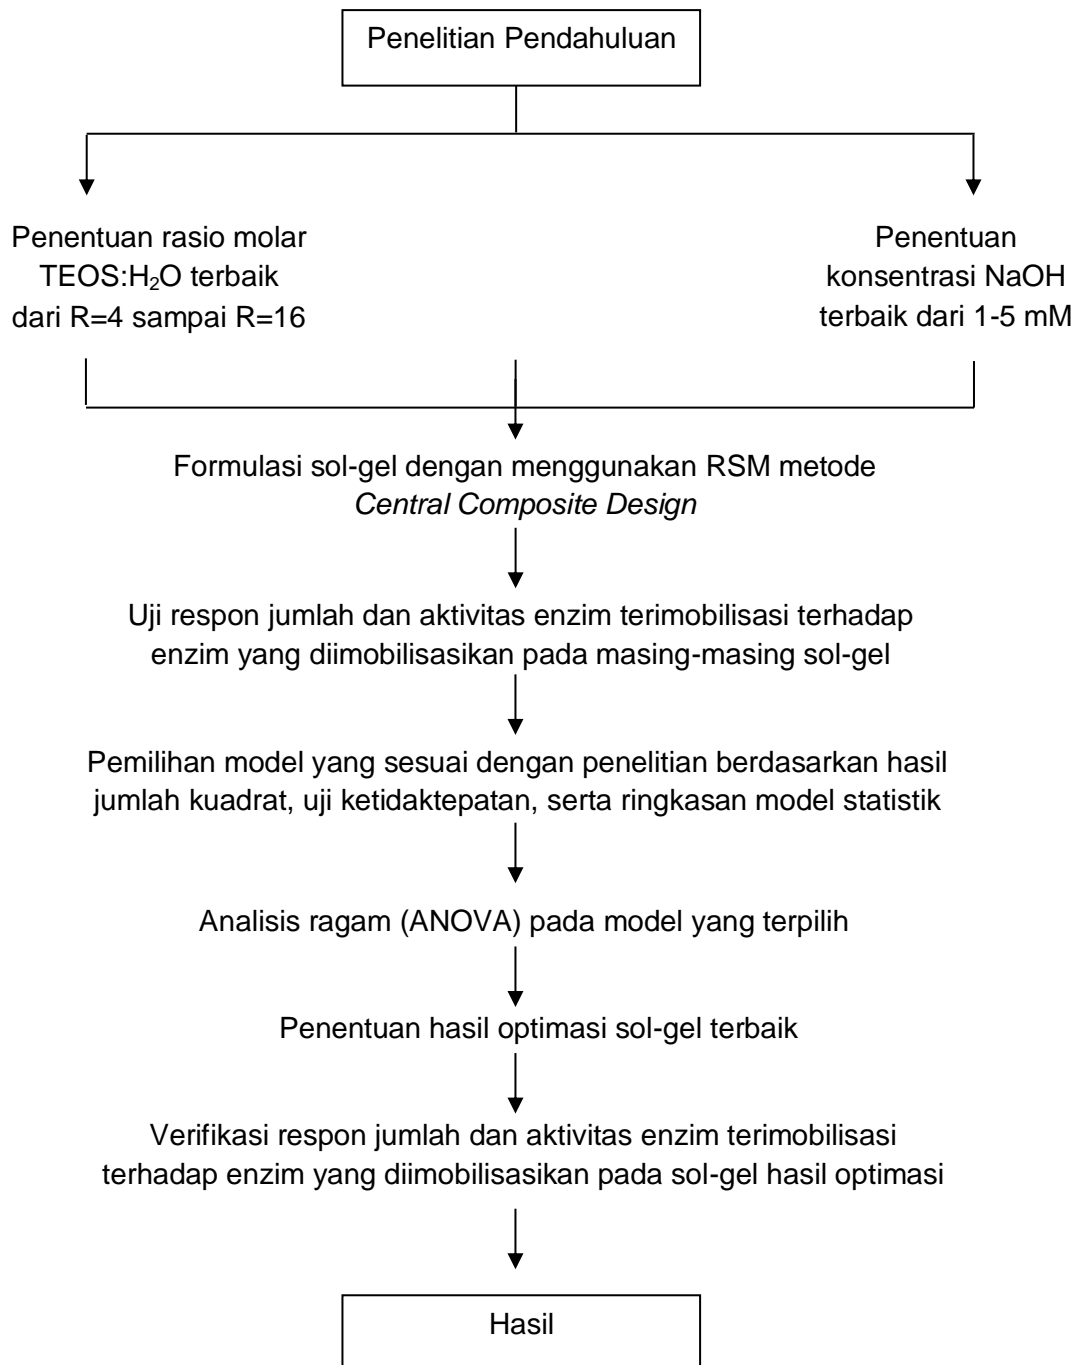 Penelitian Pendahuluan
Penentuan rasio molar
TEOS:H₂O terbaik
dari R=4 sampai R=16
Penentuan
konsentrasi NaOH
terbaik dari 1-5 mM
Formulasi sol-gel dengan menggunakan RSM metode
Central Composite Design
Uji respon jumlah dan aktivitas enzim terimobilisasi terhadap
enzim yang diimobilisasikan pada masing-masing sol-gel
Pemilihan model yang sesuai dengan penelitian berdasarkan hasil
jumlah kuadrat, uji ketidaktepatan, serta ringkasan model statistik
Analisis ragam (ANOVA) pada model yang terpilih
Penentuan hasil optimasi sol-gel terbaik
Verifikasi respon jumlah dan aktivitas enzim terimobilisasi
terhadap enzim yang diimobilisasikan pada sol-gel hasil optimasi
Hasil